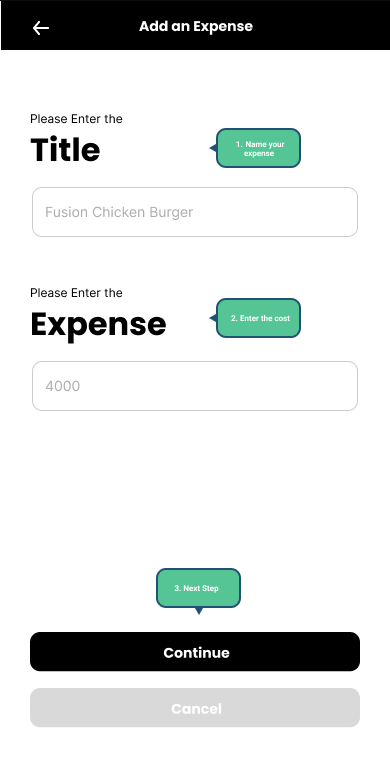 Add an Expense
Please Enter the
Title
1. Name your
expense
Fusion Chicken Burger
Please Enter the
Expense
2. Enter the cost
4000
3. Next Step
Continue
Cancel